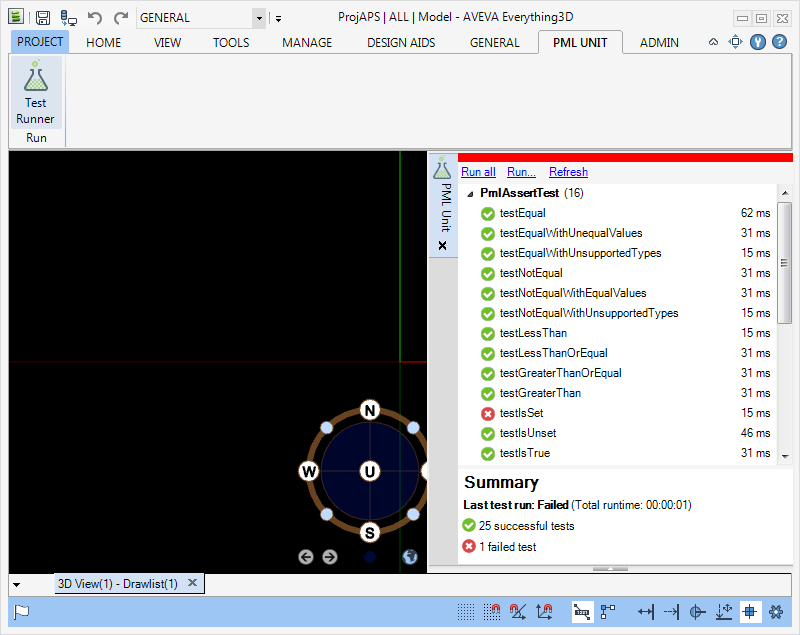 GENERAL
ProjAPS | ALL | Model - AVEVA Everything3D
PROJECT HOME VIEW TOOLS MANAGE DESIGN AIDS GENERAL PML UNIT ADMIN
Test
Runner
Run
PML Unit
Run all Run... Refresh
PmlAssertTest (16)
testEqual 62 ms
testEqualWithUnequalValues 31 ms
testEqualWithUnsupportedTypes 15 ms
testNotEqual 31 ms
testNotEqualWithEqualValues 31 ms
testNotEqualWithUnsupportedTypes 15 ms
testLessThan 15 ms
testLessThanOrEqual 31 ms
testGreaterThanOrEqual 31 ms
testGreaterThan 31 ms
testIsSet 15 ms
testIsUnset 46 ms
testIsTrue 31 ms
N
W U
S
Summary
Last test run: Failed (Total runtime: 00:00:01)
25 successful tests
1 failed test
3D View(1) - Drawlist(1)